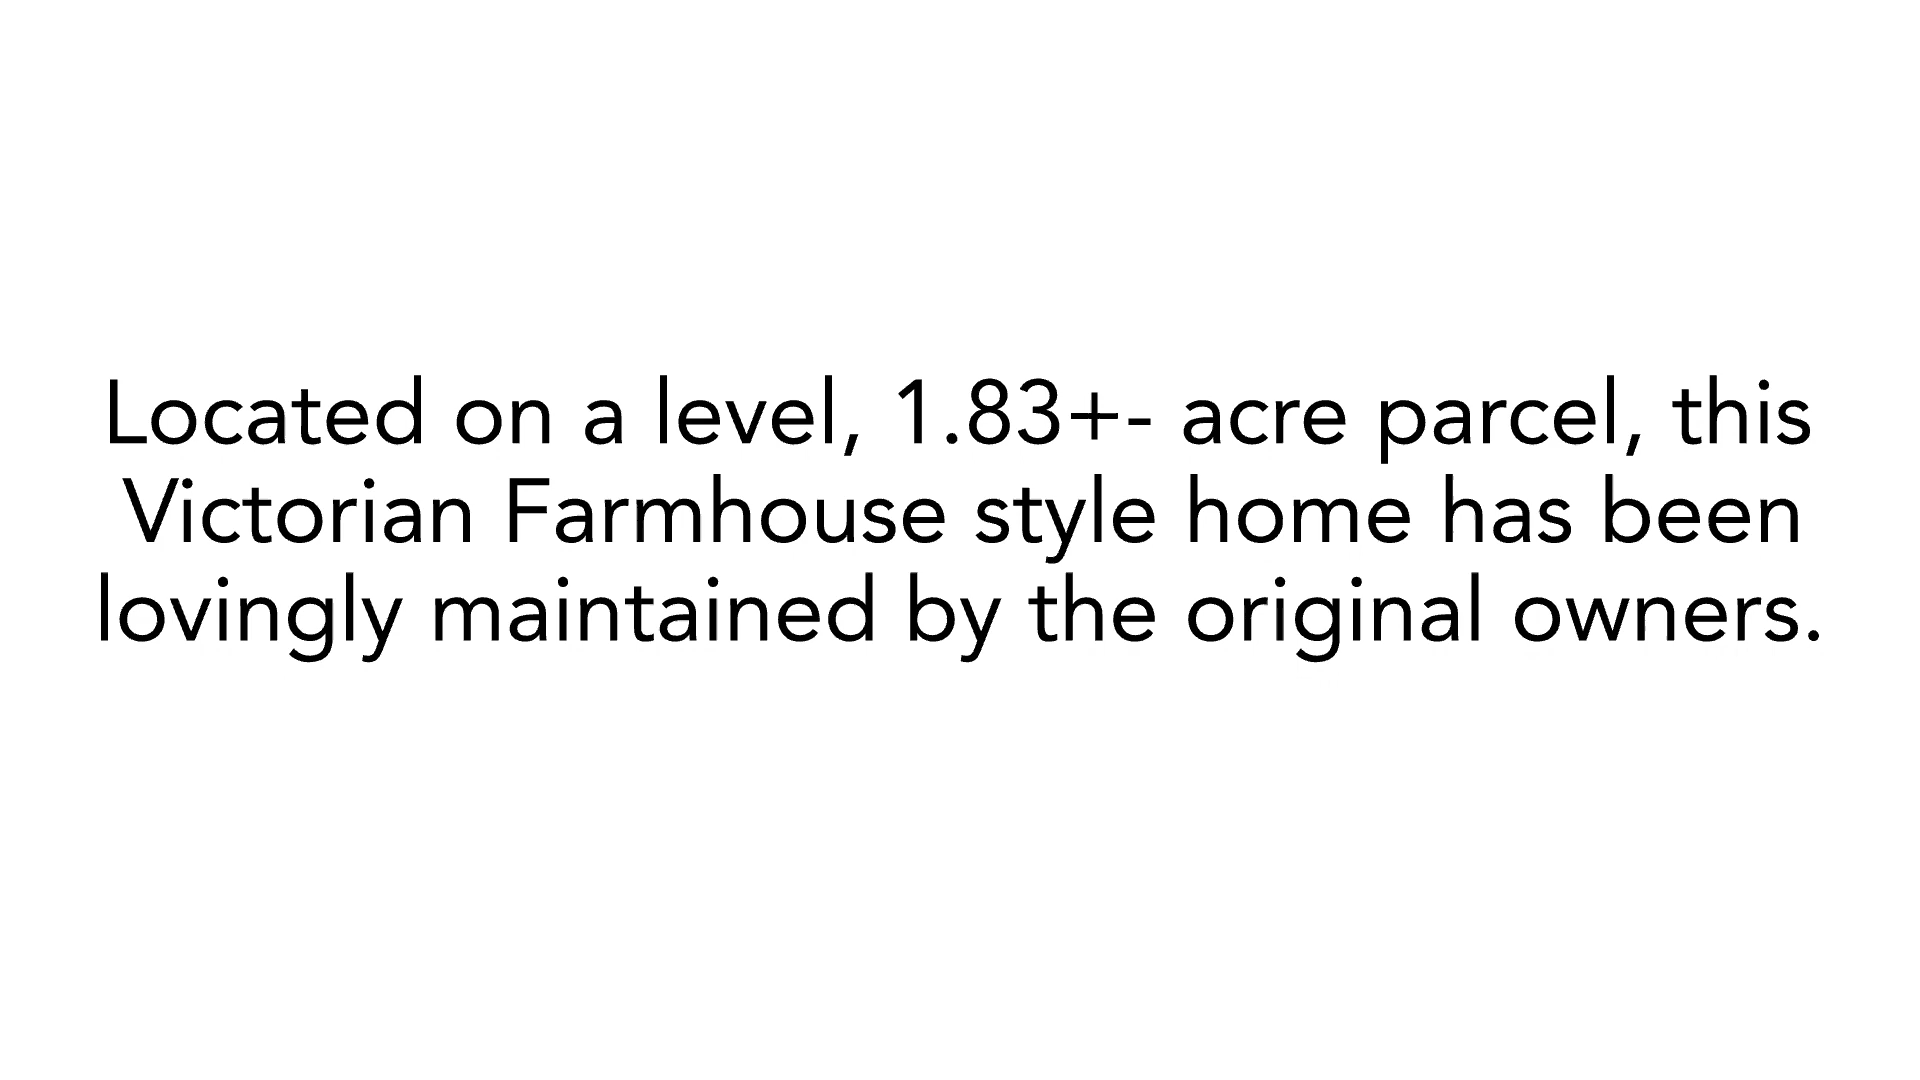 Located on a level, 1.83+- acre parcel, this
Victorian Farmhouse style home has been
lovingly maintained by the original owners.